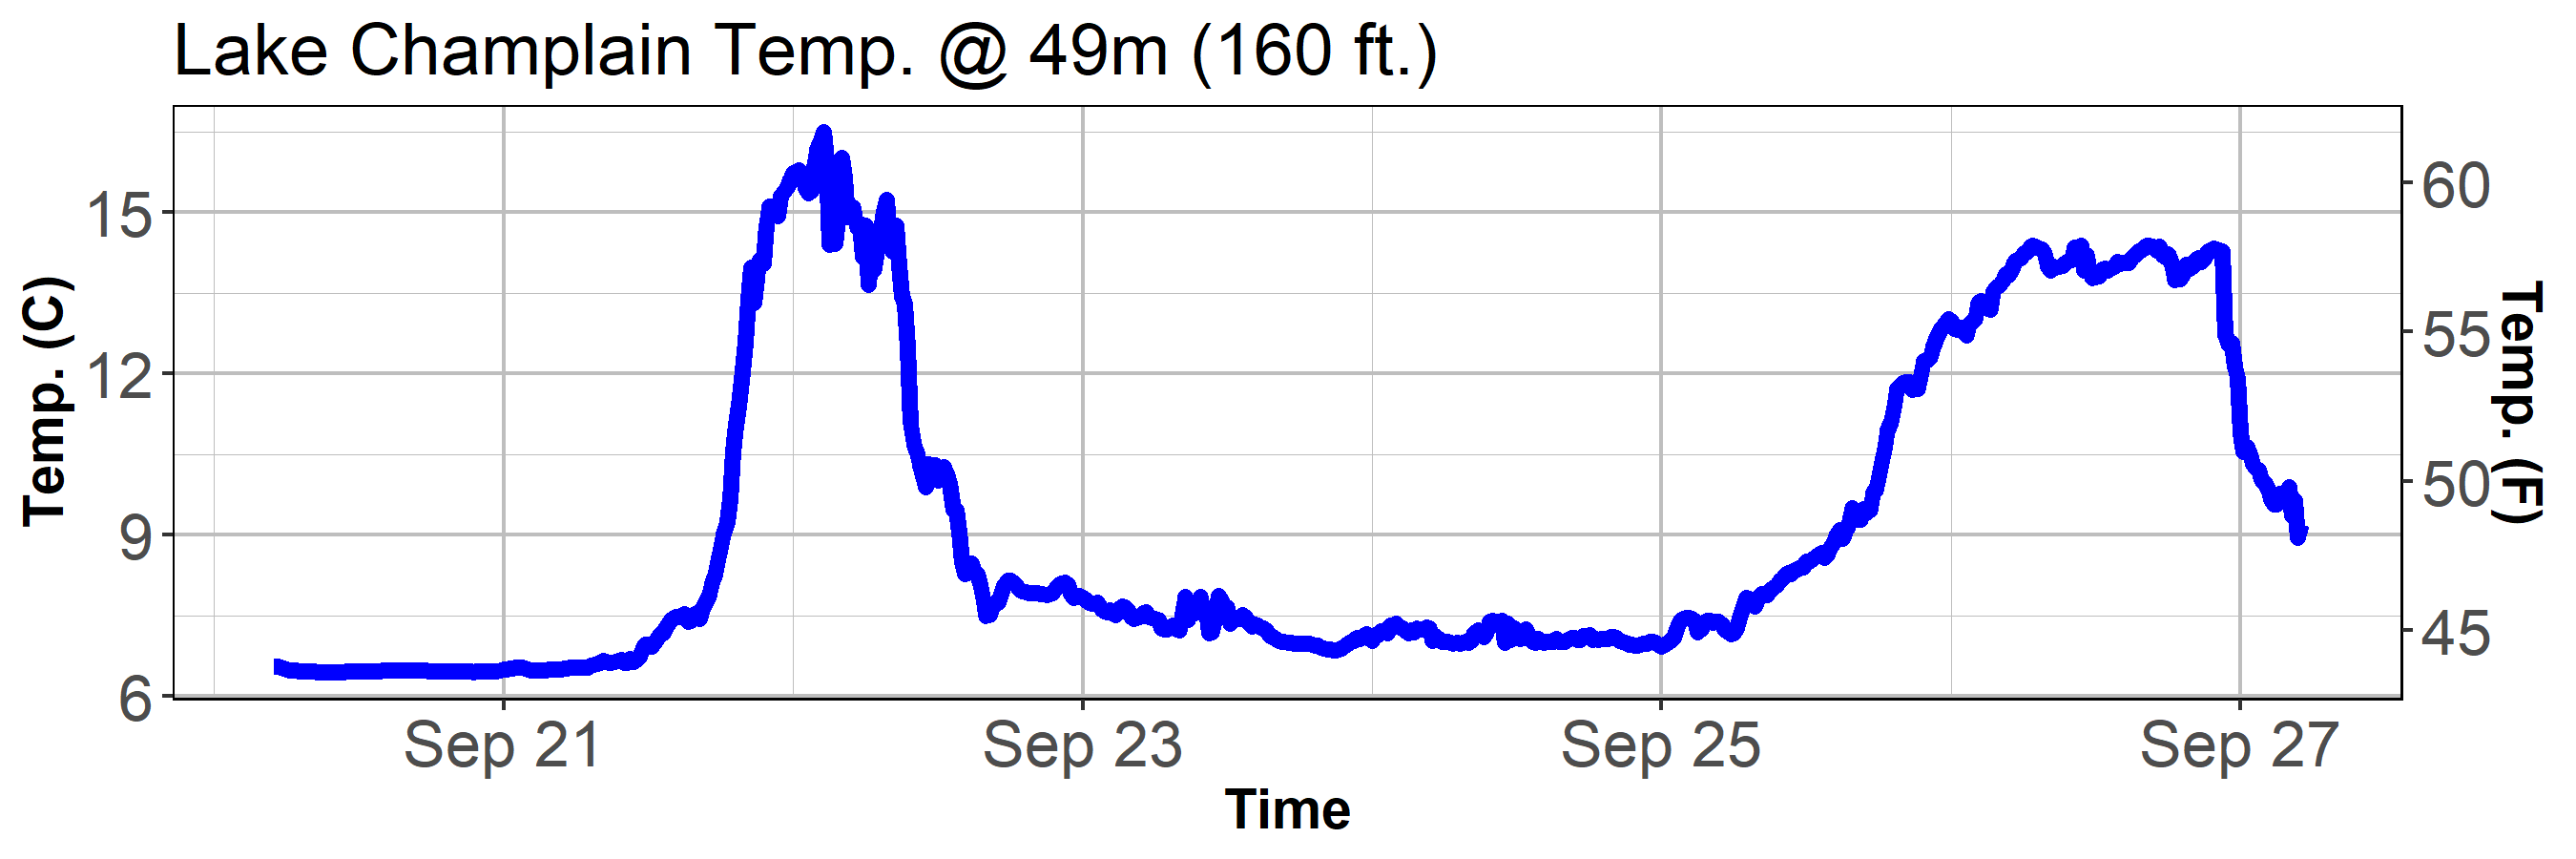 Lake Champlain Temp. @ 49m (160 ft.)
Temp. (C)
15
12
9
6
60
55
50
45
Temp. (F)
Sep 21
Sep 23
Sep 25
Sep 27
Time